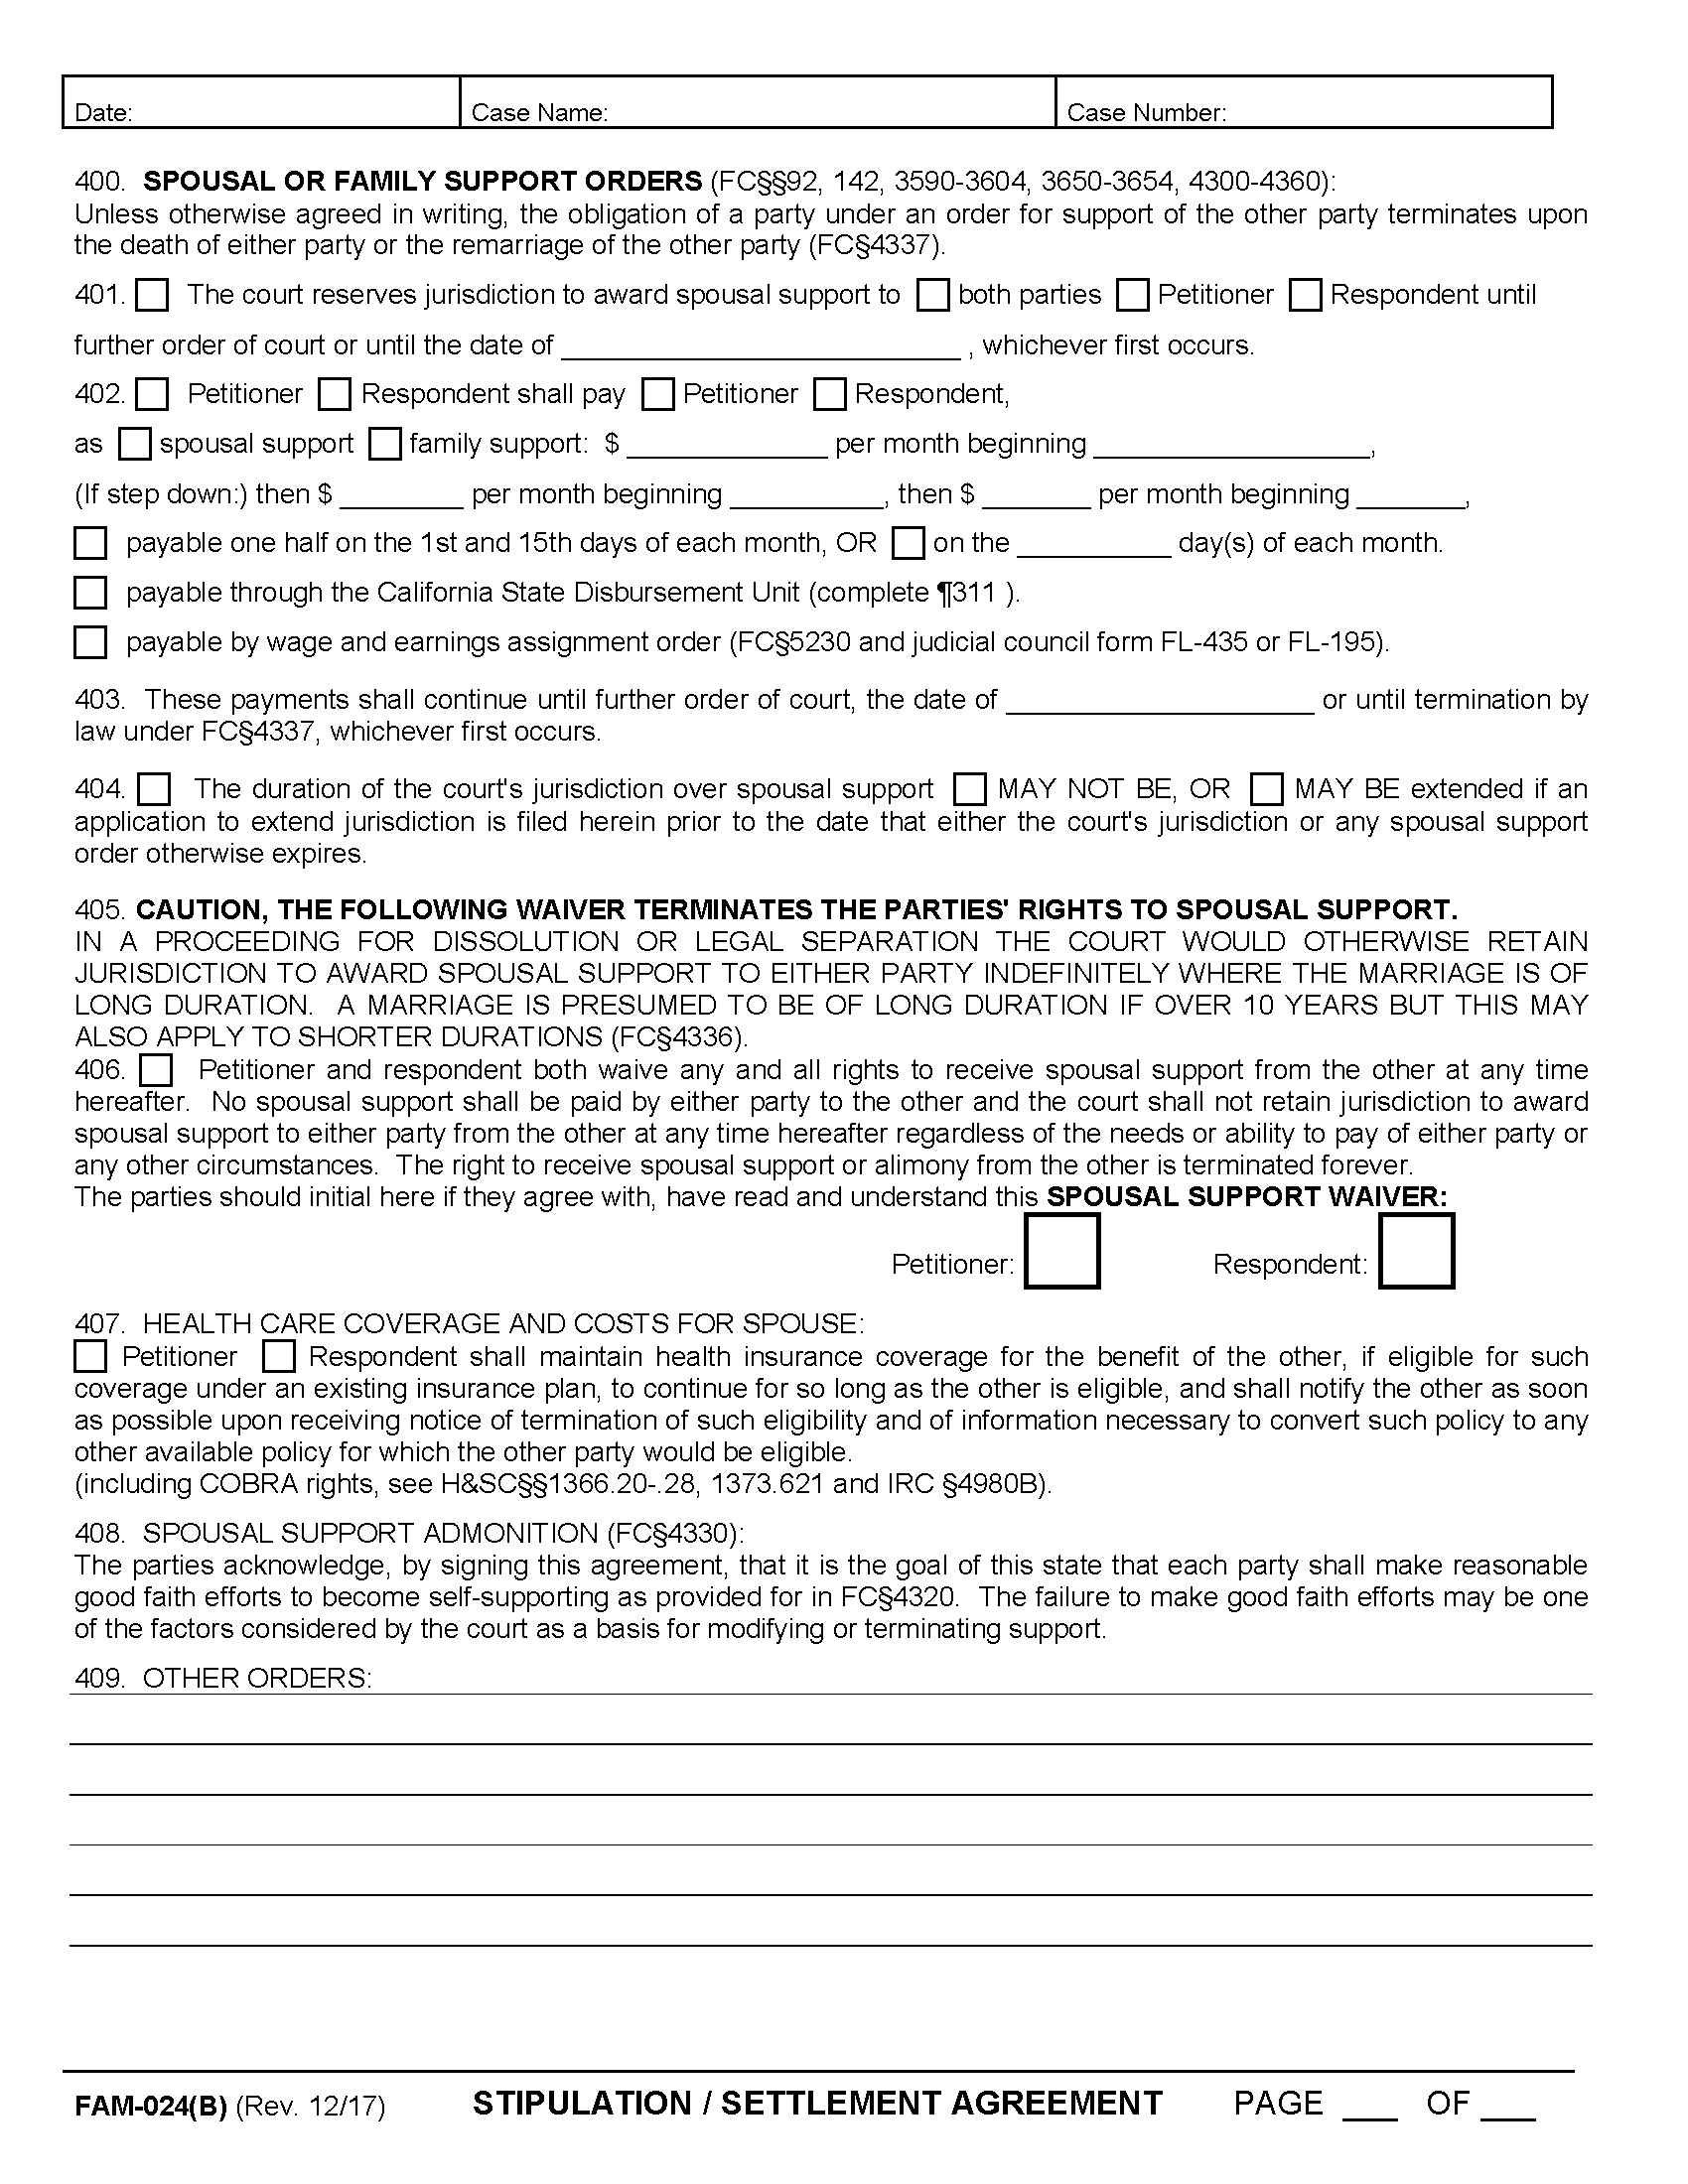 Date: Case Name: Case Number:
400. SPOUSAL OR FAMILY SUPPORT ORDERS (FC§§92, 142, 3590-3604, 3650-3654, 4300-4360):
Unless otherwise agreed in writing, the obligation of a party under an order for support of the other party terminates upon
the death of either party or the remarriage of the other party (FC§4337).
401. The court reserves jurisdiction to award spousal support to both parties Petitioner Respondent until
further order of court or until the date of ____________________ , whichever first occurs.
402. Petitioner Respondent shall pay Petitioner Respondent,
as spousal support family support: $ _____________ per month beginning __________________,
(If step down:) then $ ________ per month beginning __________, then $ _______ per month beginning _______,
payable one half on the 1st and 15th days of each month, OR on the __________ day(s) of each month.
payable through the California State Disbursement Unit (complete ¶311 ).
payable by wage and earnings assignment order (FC§5230 and judicial council form FL-435 or FL-195).
403. These payments shall continue until further order of court, the date of ____________________ or until termination by
law under FC§4337, whichever first occurs.
404. The duration of the court's jurisdiction over spousal support MAY NOT BE, OR MAY BE extended if an
application to extend jurisdiction is filed herein prior to the date that either the court's jurisdiction or any spousal support
order otherwise expires.
405. CAUTION, THE FOLLOWING WAIVER TERMINATES THE PARTIES' RIGHTS TO SPOUSAL SUPPORT.
IN A PROCEEDING FOR DISSOLUTION OR LEGAL SEPARATION THE COURT WOULD OTHERWISE RETAIN
JURISDICTION TO AWARD SPOUSAL SUPPORT TO EITHER PARTY INDEFINITELY WHERE THE MARRIAGE IS OF
LONG DURATION. A MARRIAGE IS PRESUMED TO BE OF LONG DURATION IF OVER 10 YEARS BUT THIS MAY
ALSO APPLY TO SHORTER DURATIONS (FC§4336).
406. Petitioner and respondent both waive any and all rights to receive spousal support from the other at any time
hereafter. No spousal support shall be paid by either party to the other and the court shall not retain jurisdiction to award
spousal support to either party from the other at any time hereafter regardless of the needs or ability to pay of either party or
any other circumstances. The right to receive spousal support or alimony from the other is terminated forever.
The parties should initial here if they agree with, have read and understand this SPOUSAL SUPPORT WAIVER:
Petitioner: Respondent:
407. HEALTH CARE COVERAGE AND COSTS FOR SPOUSE:
Petitioner Respondent shall maintain health insurance coverage for the benefit of the other, if eligible for such
coverage under an existing insurance plan, to continue for so long as the other is eligible, and shall notify the other as soon
as possible upon receiving notice of termination of such eligibility and of information necessary to convert such policy to any
other available policy for which the other party would be eligible.
(including COBRA rights, see H&SC§§1366.20-.28, 1373.621 and IRC §4980B).
408. SPOUSAL SUPPORT ADMONITION (FC§4330):
The parties acknowledge, by signing this agreement, that it is the goal of this state that each party shall make reasonable
good faith efforts to become self-supporting as provided for in FC§4320. The failure to make good faith efforts may be one
of the factors considered by the court as a basis for modifying or terminating support.
409. OTHER ORDERS:
FAM-024(B) (Rev. 12/17) STIPULATION / SETTLEMENT AGREEMENT PAGE ___ OF ___